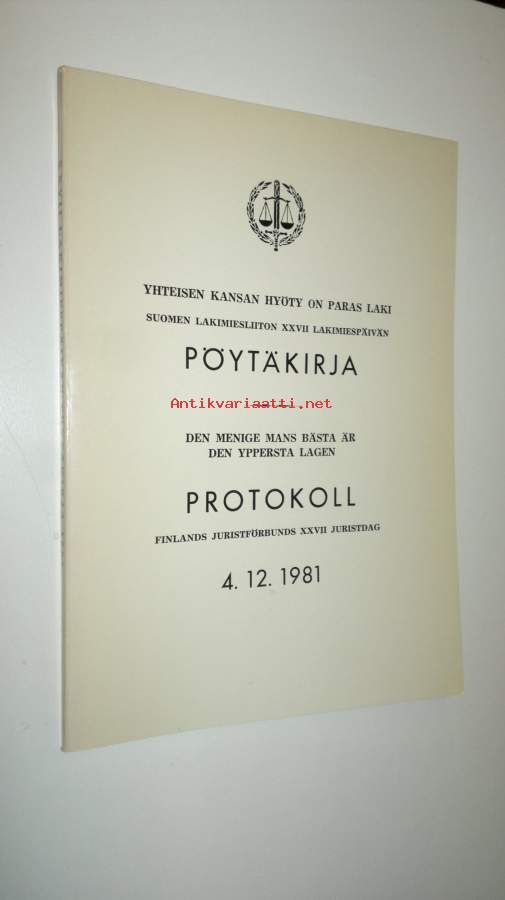 YHTEISEN KANSAN HYÖTY ON PARAS LAKI
SUOMEN LAKIMIESLIITON XXVII LAKIMIESPÄIVÄN
PÖYTÄKIRJA
Antikvariaatti.net
DEN MENIGE MANS BÄSTA ÄR
DEN YPPERSTA LAGEN
PROTOKOLL
FINLANDS JURISTFÖRBUNDS XXVII JURISTDAG
4. 12. 1981